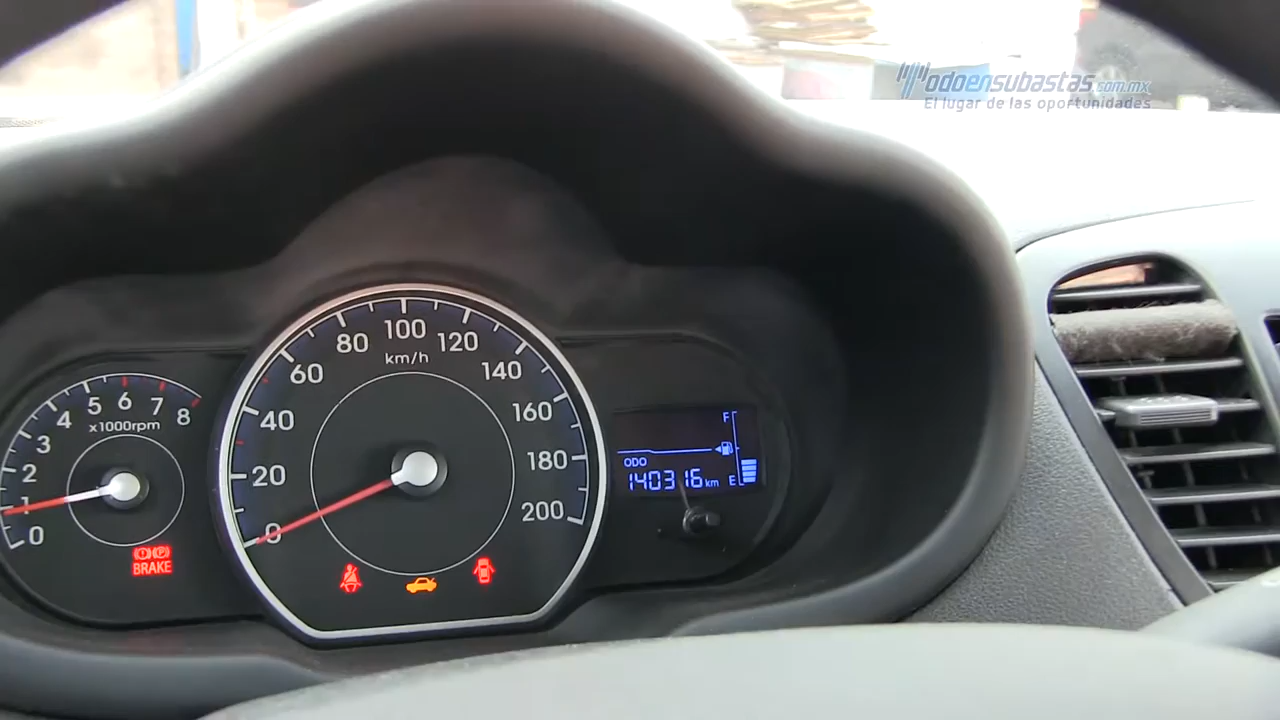 Todoensubastas.com.mx
El lugar de las oportunidades
0 1 2 3 4 5 6 7 8
x1000rpm
BRAKE
0 20 40 60 80 100 120 140 160 180 200
km/h
F
ODO
140316 km
E